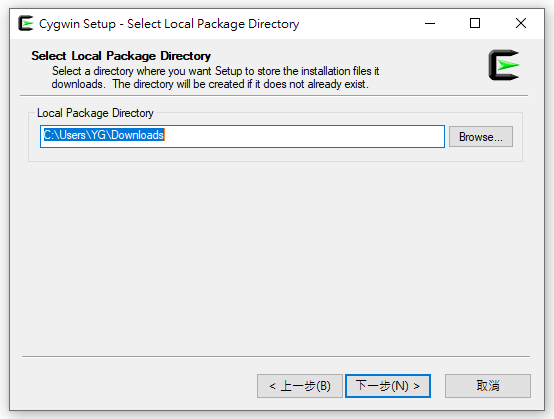 Cygwin Setup - Select Local Package Directory
Select Local Package Directory
Select a directory where you want Setup to store the installation files it
downloads. The directory will be created if it does not already exist.
Local Package Directory
C:\Users\YG\Downloads
Browse...
< 上一步(B)
下一步(N) >
取消